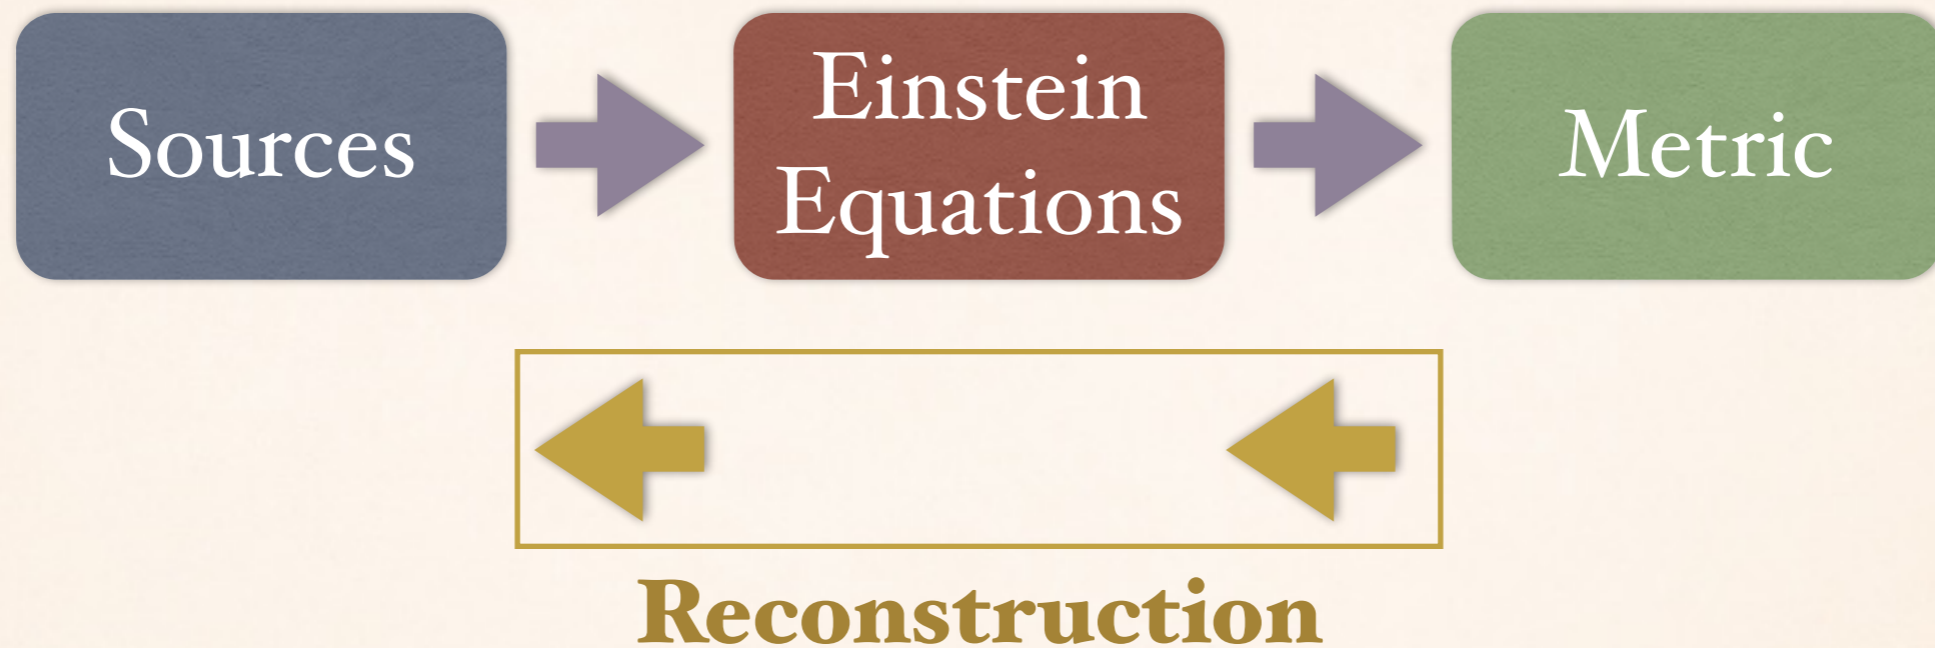 Sources
Einstein
Equations
Metric
Reconstruction